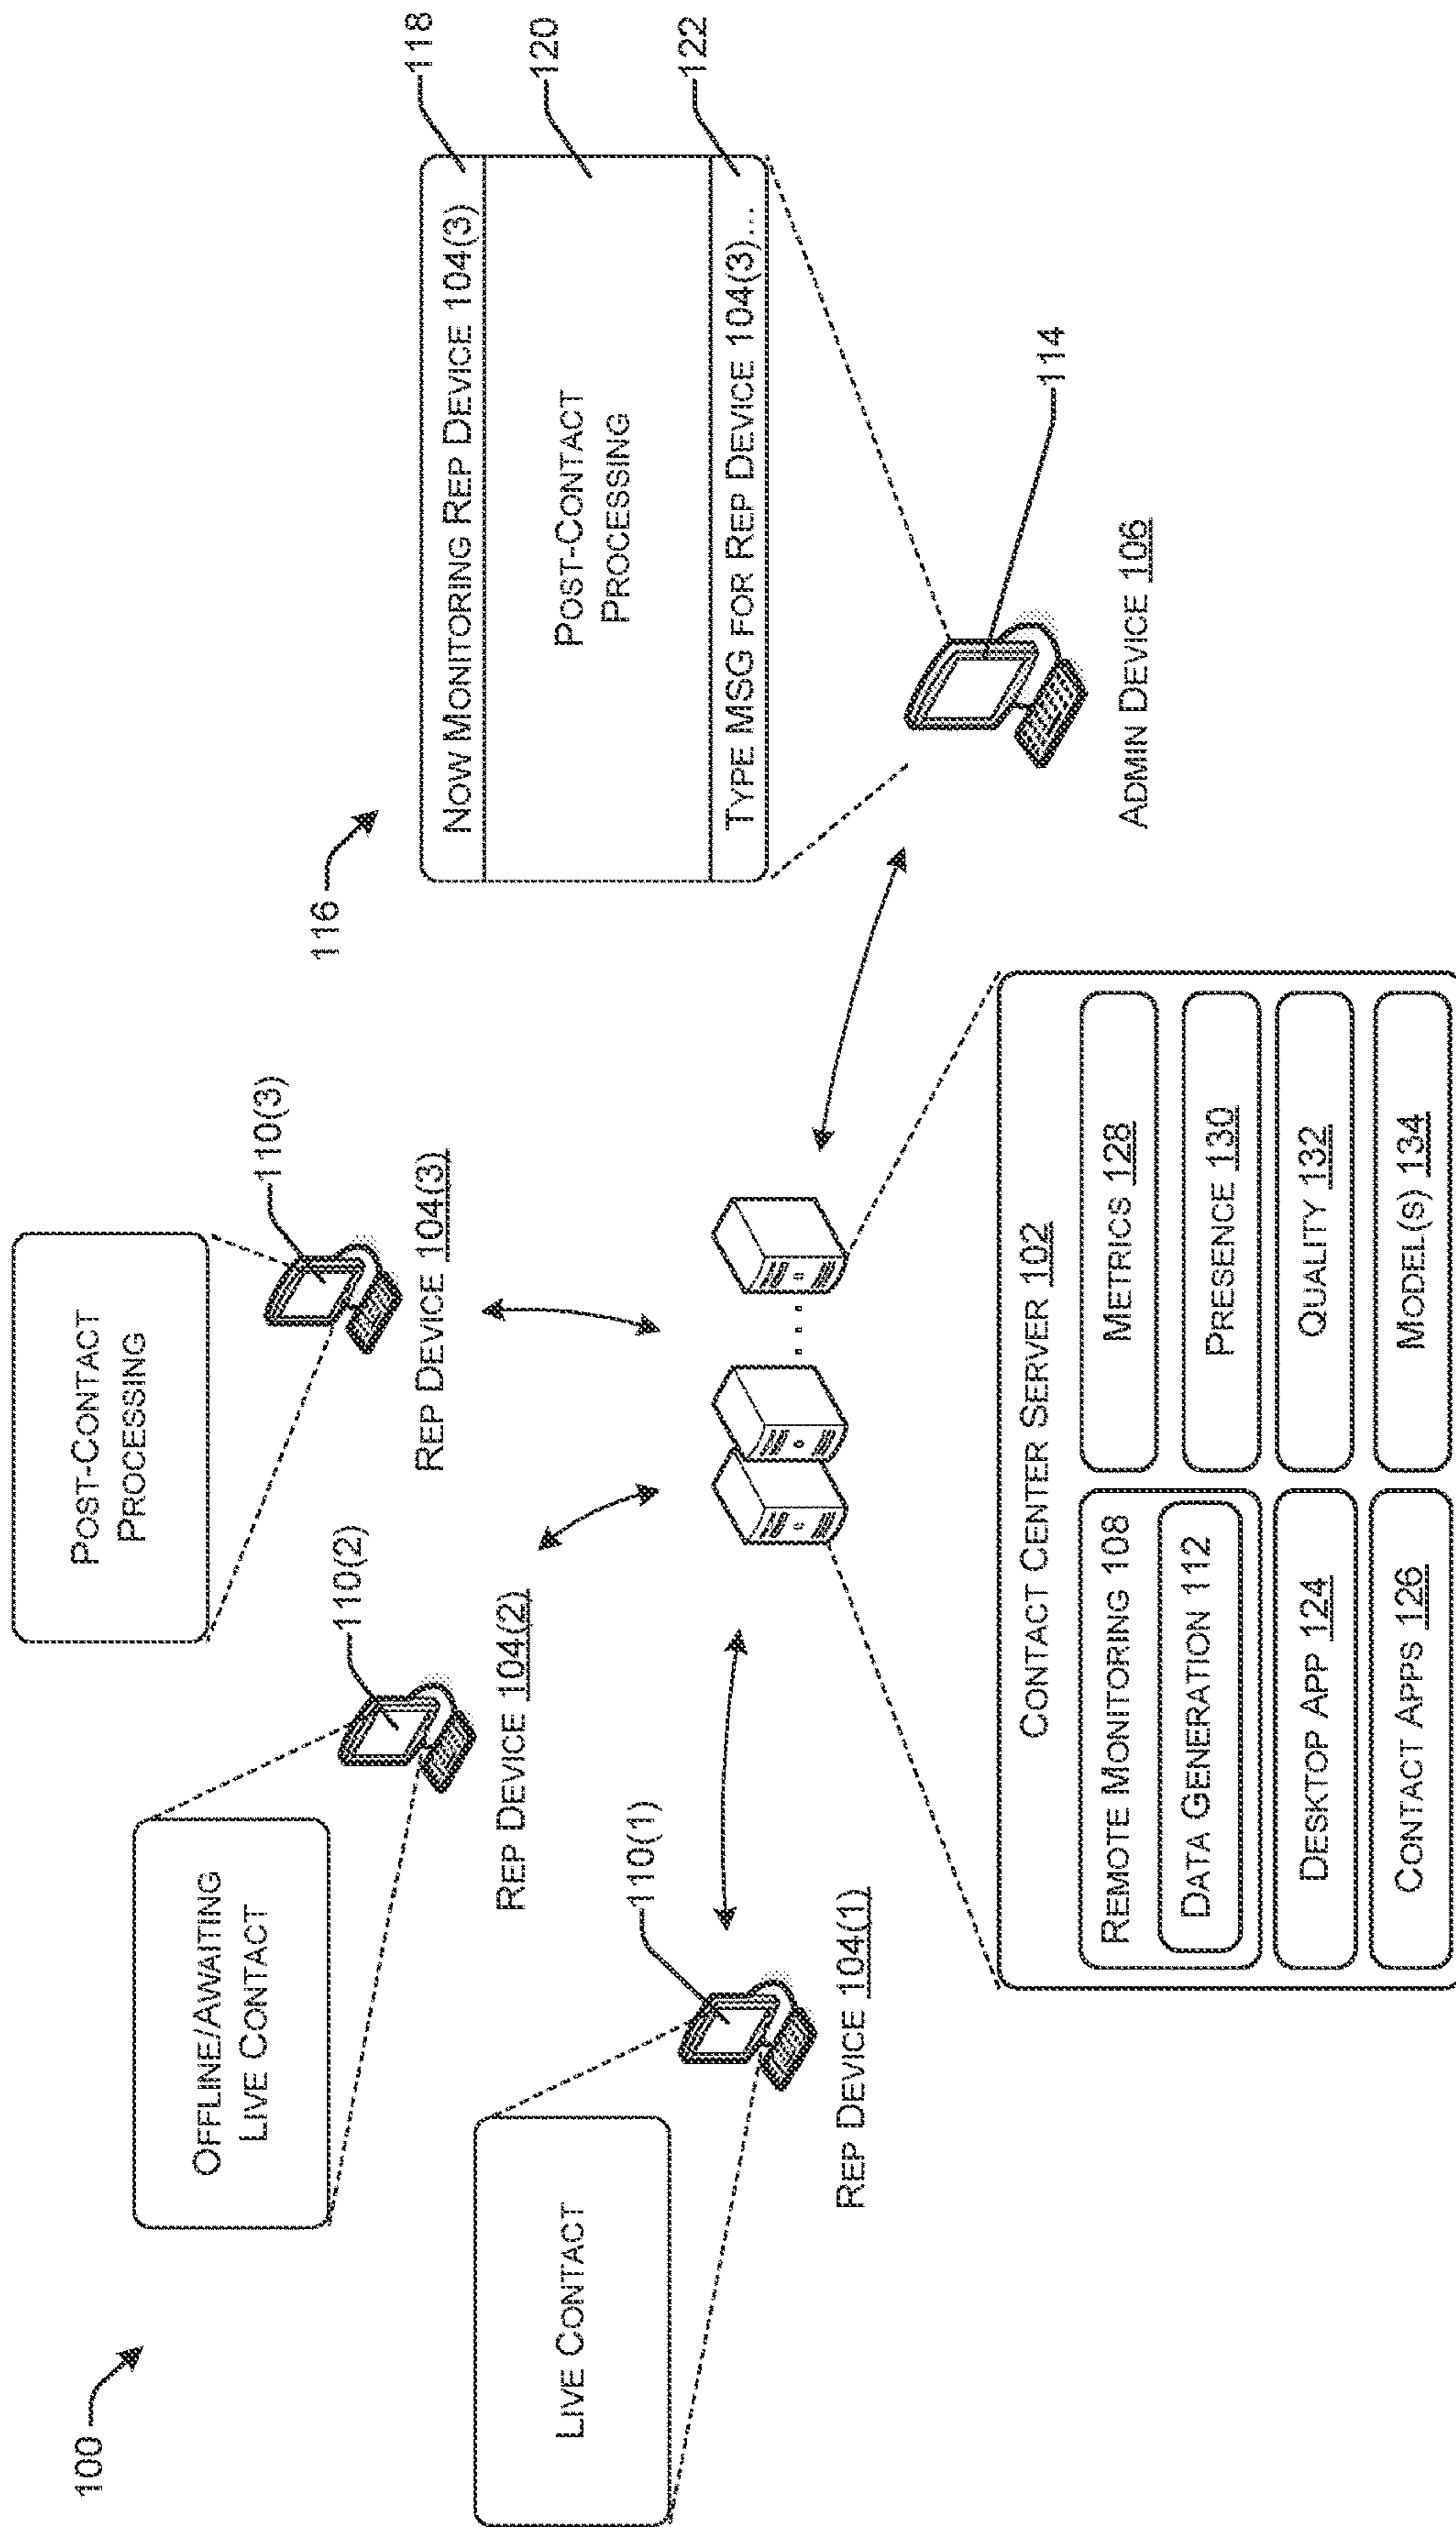 100
LIVE CONTACT
110(1)
REP DEVICE 104(1)
OFFLINE/AWAITING
LIVE CONTACT
110(2)
REP DEVICE 104(2)
POST-CONTACT
PROCESSING
110(3)
REP DEVICE 104(3)
116
NOW MONITORING REP DEVICE 104(3)
118
POST-CONTACT
PROCESSING
120
TYPE MSG FOR REP DEVICE 104(3)...
122
114
ADMIN DEVICE 106
CONTACT CENTER SERVER 102
REMOTE MONITORING 108
DATA GENERATION 112
DESKTOP APP 124
CONTACT APPS 126
METRICS 128
PRESENCE 130
QUALITY 132
MODEL(S) 134